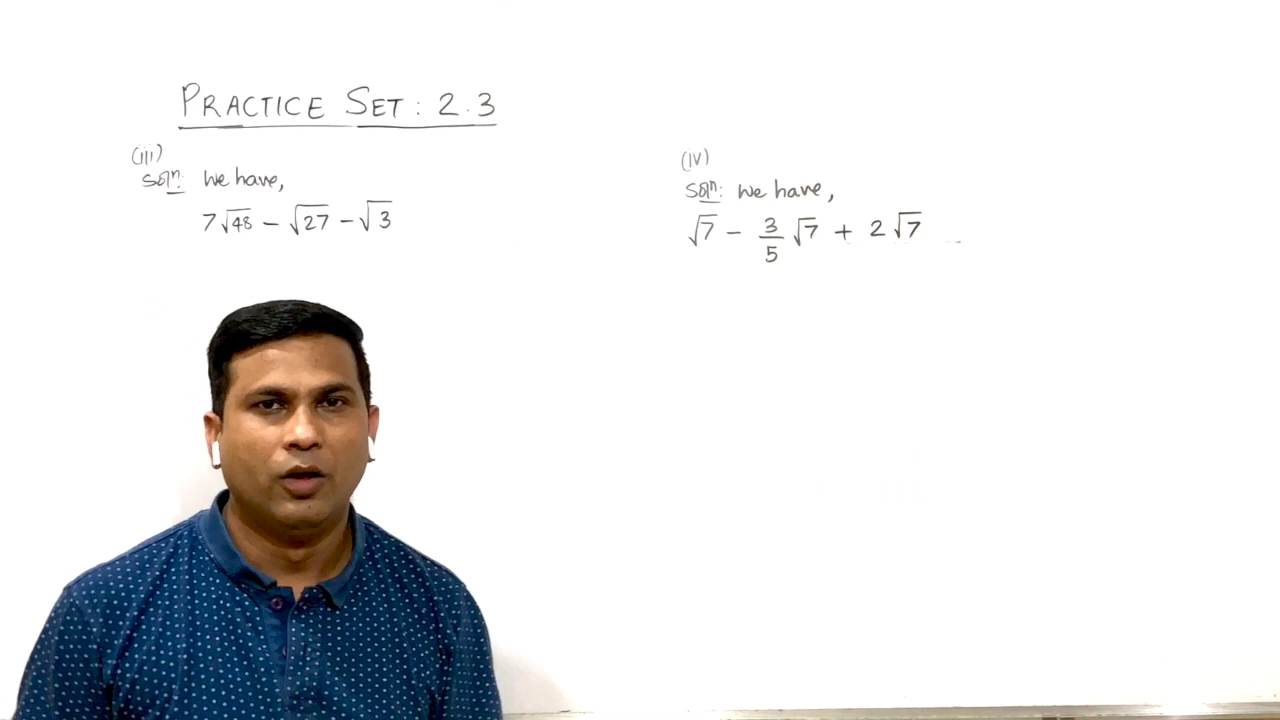 PRACTICE SET: 2.3
(iii)
Solⁿ: We have,
7√48 − √27 − √3
(iv)
Solⁿ: We have,
√7 − 3/5 √7 + 2√7